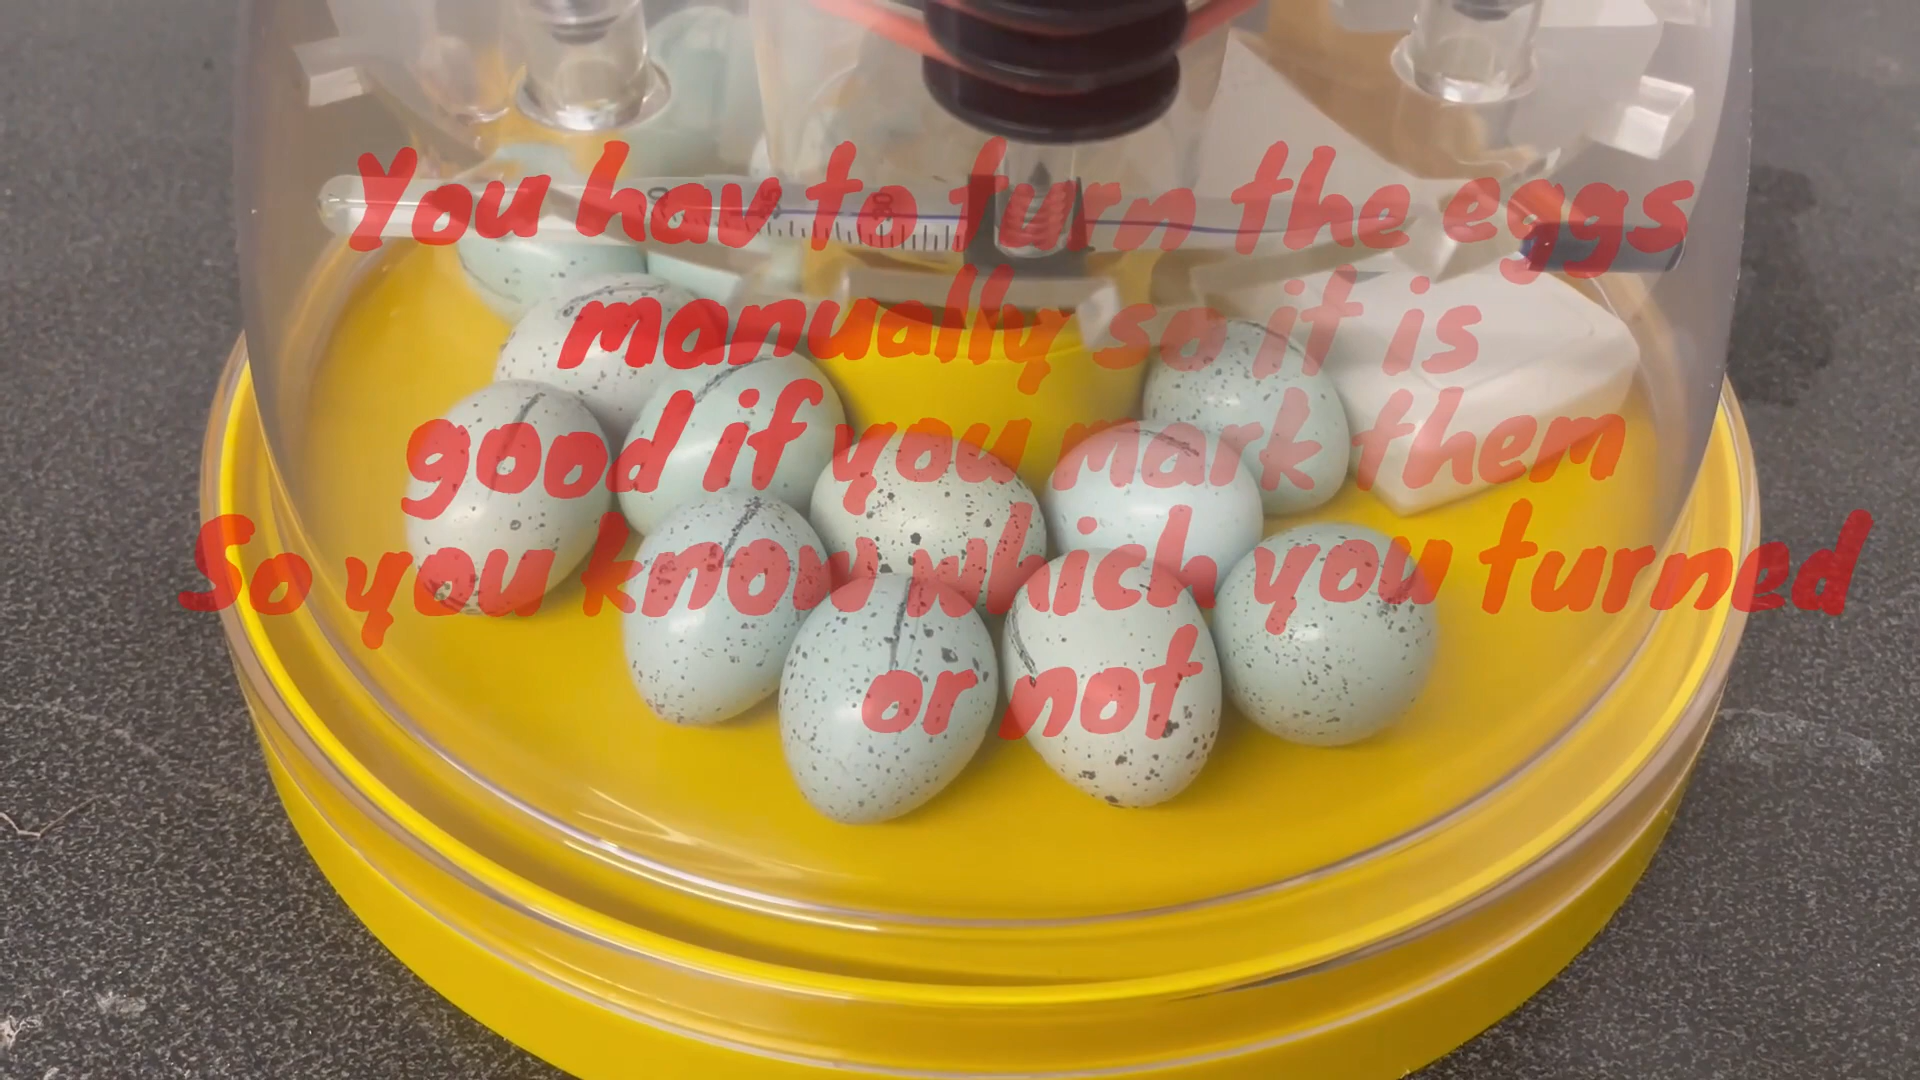 You hav to turn the eggs
manually so it is
good if you mark them
So you know which you turned
or not